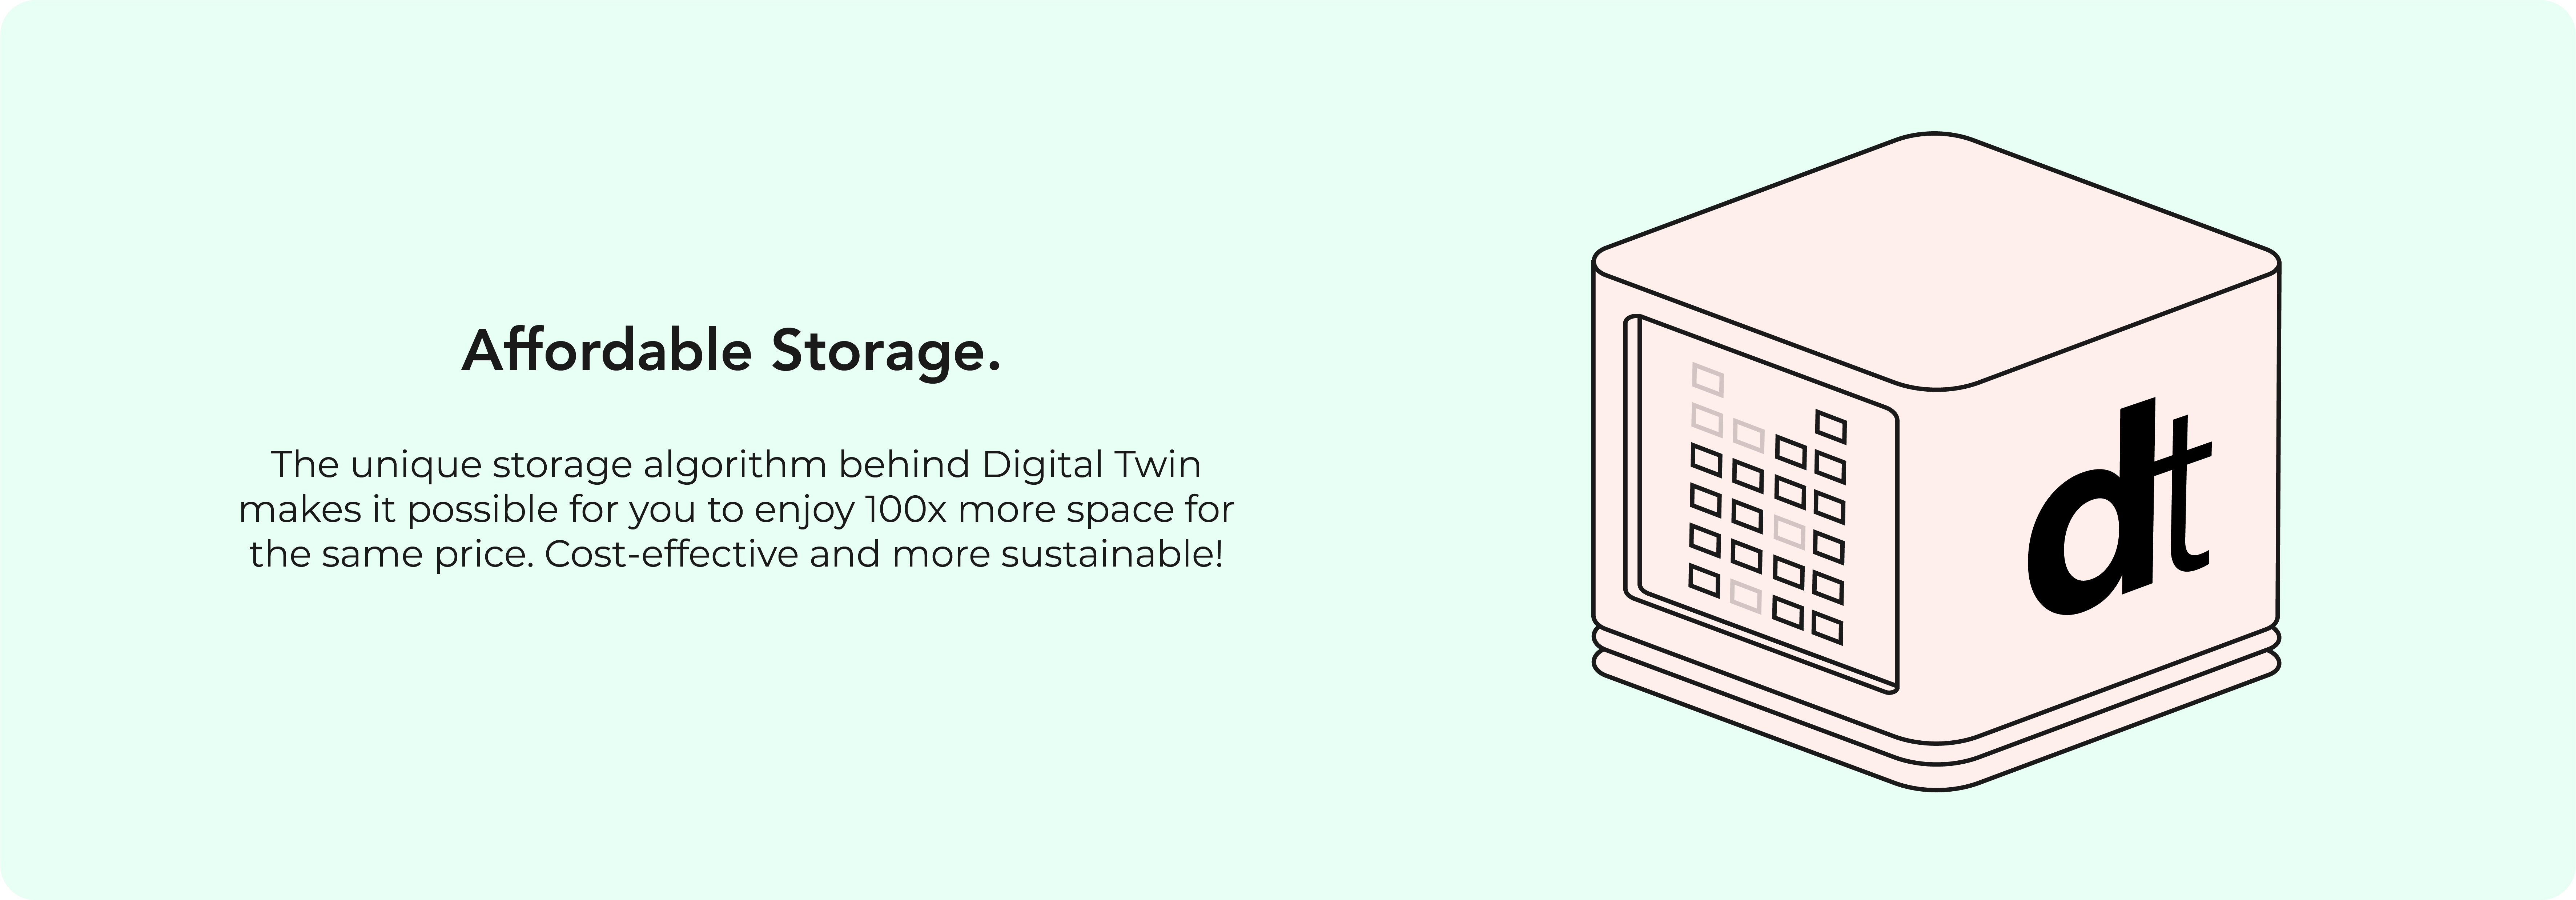 Affordable Storage.
The unique storage algorithm behind Digital Twin
makes it possible for you to enjoy 100x more space for
the same price. Cost-effective and more sustainable!
dt